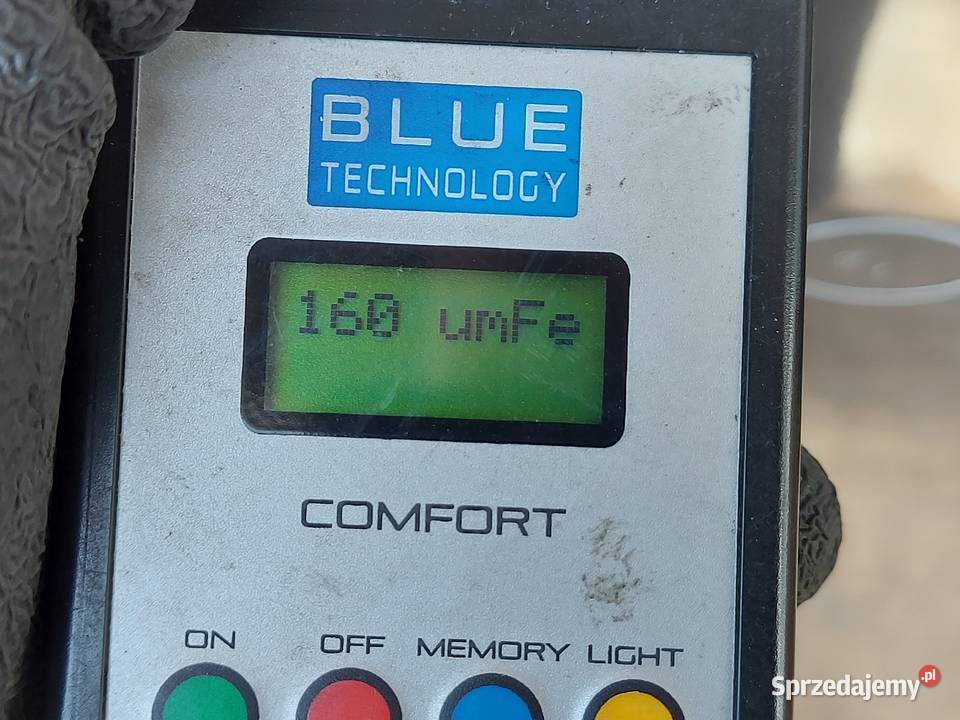 BLUE
TECHNOLOGY
160 umFe
COMFORT
ON OFF MEMORY LIGHT
Sprzedajemy.pl